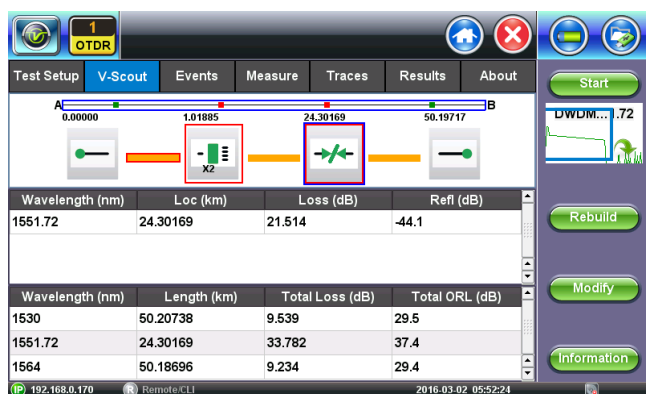 1
OTDR
Test Setup V-Scout Events Measure Traces Results About
Start
A B
0.00000 1.01885 24.30169 50.19717
X2
DWDM... 1.72
Wavelength (nm) Loc (km) Loss (dB) Refl (dB)
1551.72 24.30169 21.514 -44.1
Rebuild
Wavelength (nm) Length (km) Total Loss (dB) Total ORL (dB)
1530 50.20738 9.539 29.5
1551.72 24.30169 33.782 37.4
1564 50.18696 9.234 29.4
Modify
Information
IP 192.168.0.170 R Remote/CLI 2016-03-02 05:52:24